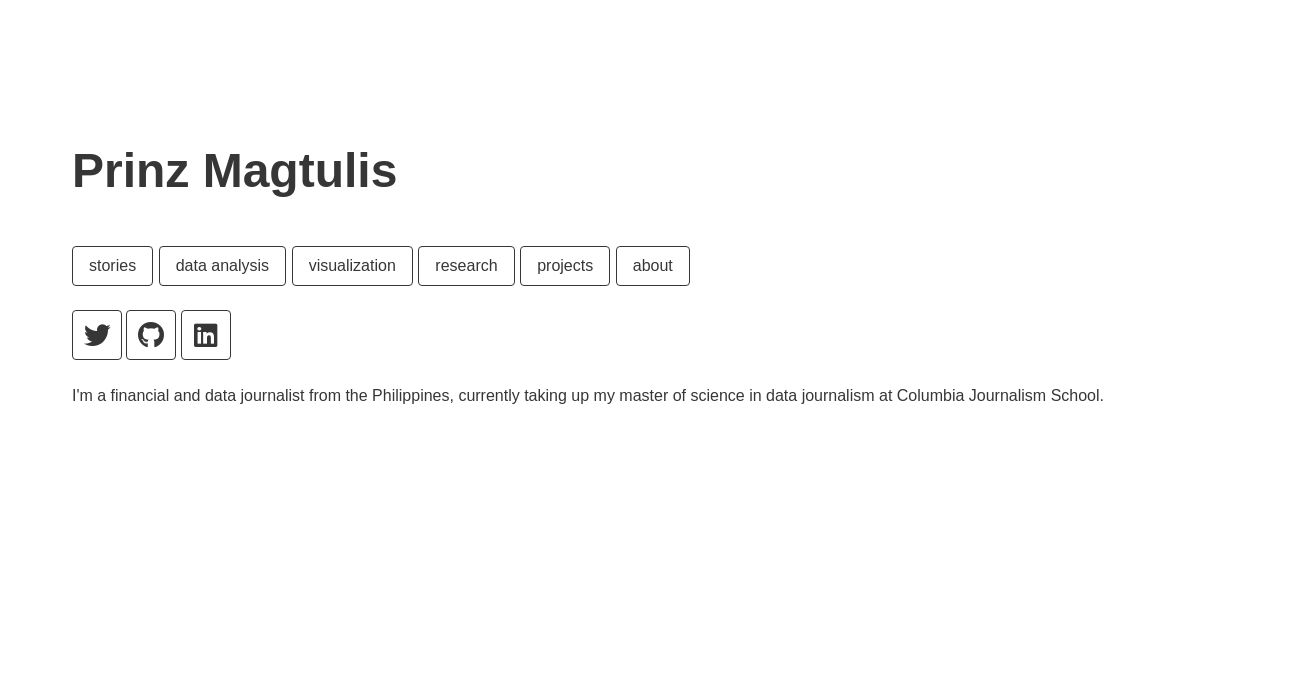 Prinz Magtulis
stories data analysis visualization research projects about
I'm a financial and data journalist from the Philippines, currently taking up my master of science in data journalism at Columbia Journalism School.